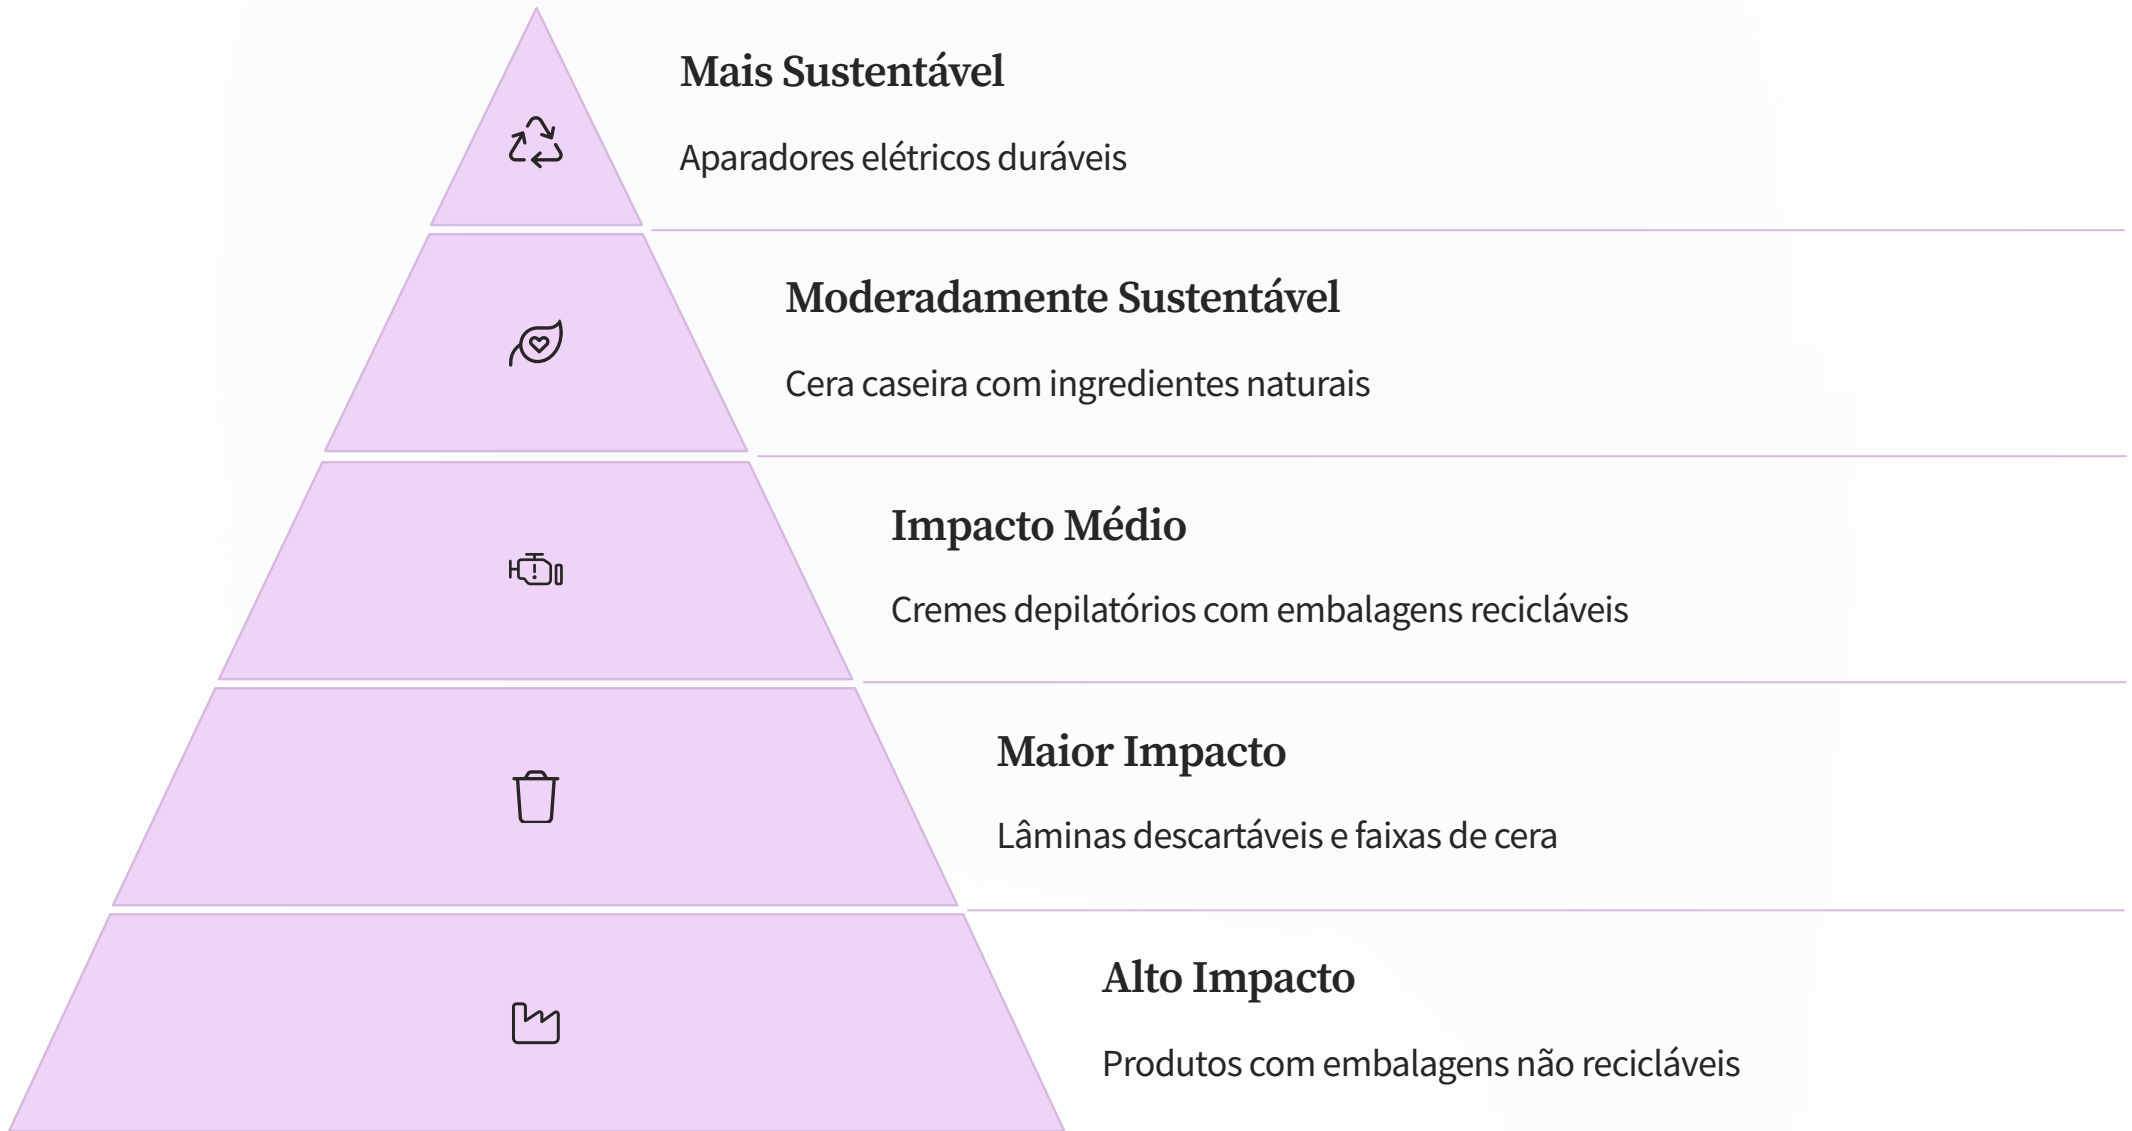 Mais Sustentável
Aparadores elétricos duráveis
Moderadamente Sustentável
Cera caseira com ingredientes naturais
Impacto Médio
Cremes depilatórios com embalagens recicláveis
Maior Impacto
Lâminas descartáveis e faixas de cera
Alto Impacto
Produtos com embalagens não recicláveis